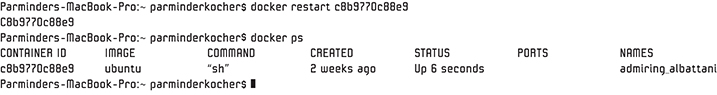 Parminders-MacBook-Pro:~ parminderkocher$ docker restart c8b9770c88e9
C8b9770c88e9
Parminders-MacBook-Pro:~ parminderkocher$ docker ps
CONTAINER ID IMAGE COMMAND CREATED STATUS PORTS NAMES
c8b9770c88e9 ubuntu “sh” 2 weeks ago Up 6 seconds admiring_albattani
Parminders-MacBook-Pro:~ parminderkocher$